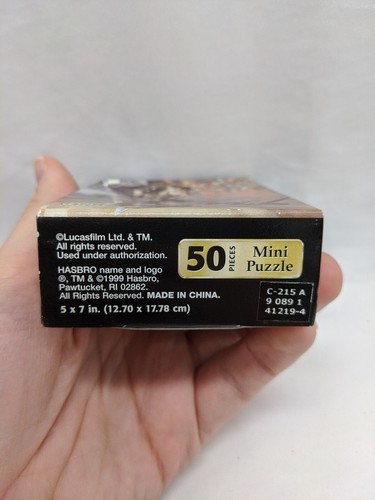 ©Lucasfilm Ltd. & TM.
All rights reserved.
Used under authorization.
HASBRO name and logo
®, TM & ©1999 Hasbro,
Pawtucket, RI 02862.
All Rights Reserved. MADE IN CHINA.
5 x 7 in. (12.70 x 17.78 cm)
50 PIECES
Mini
Puzzle
C-215 A
9 089 1
41219-4